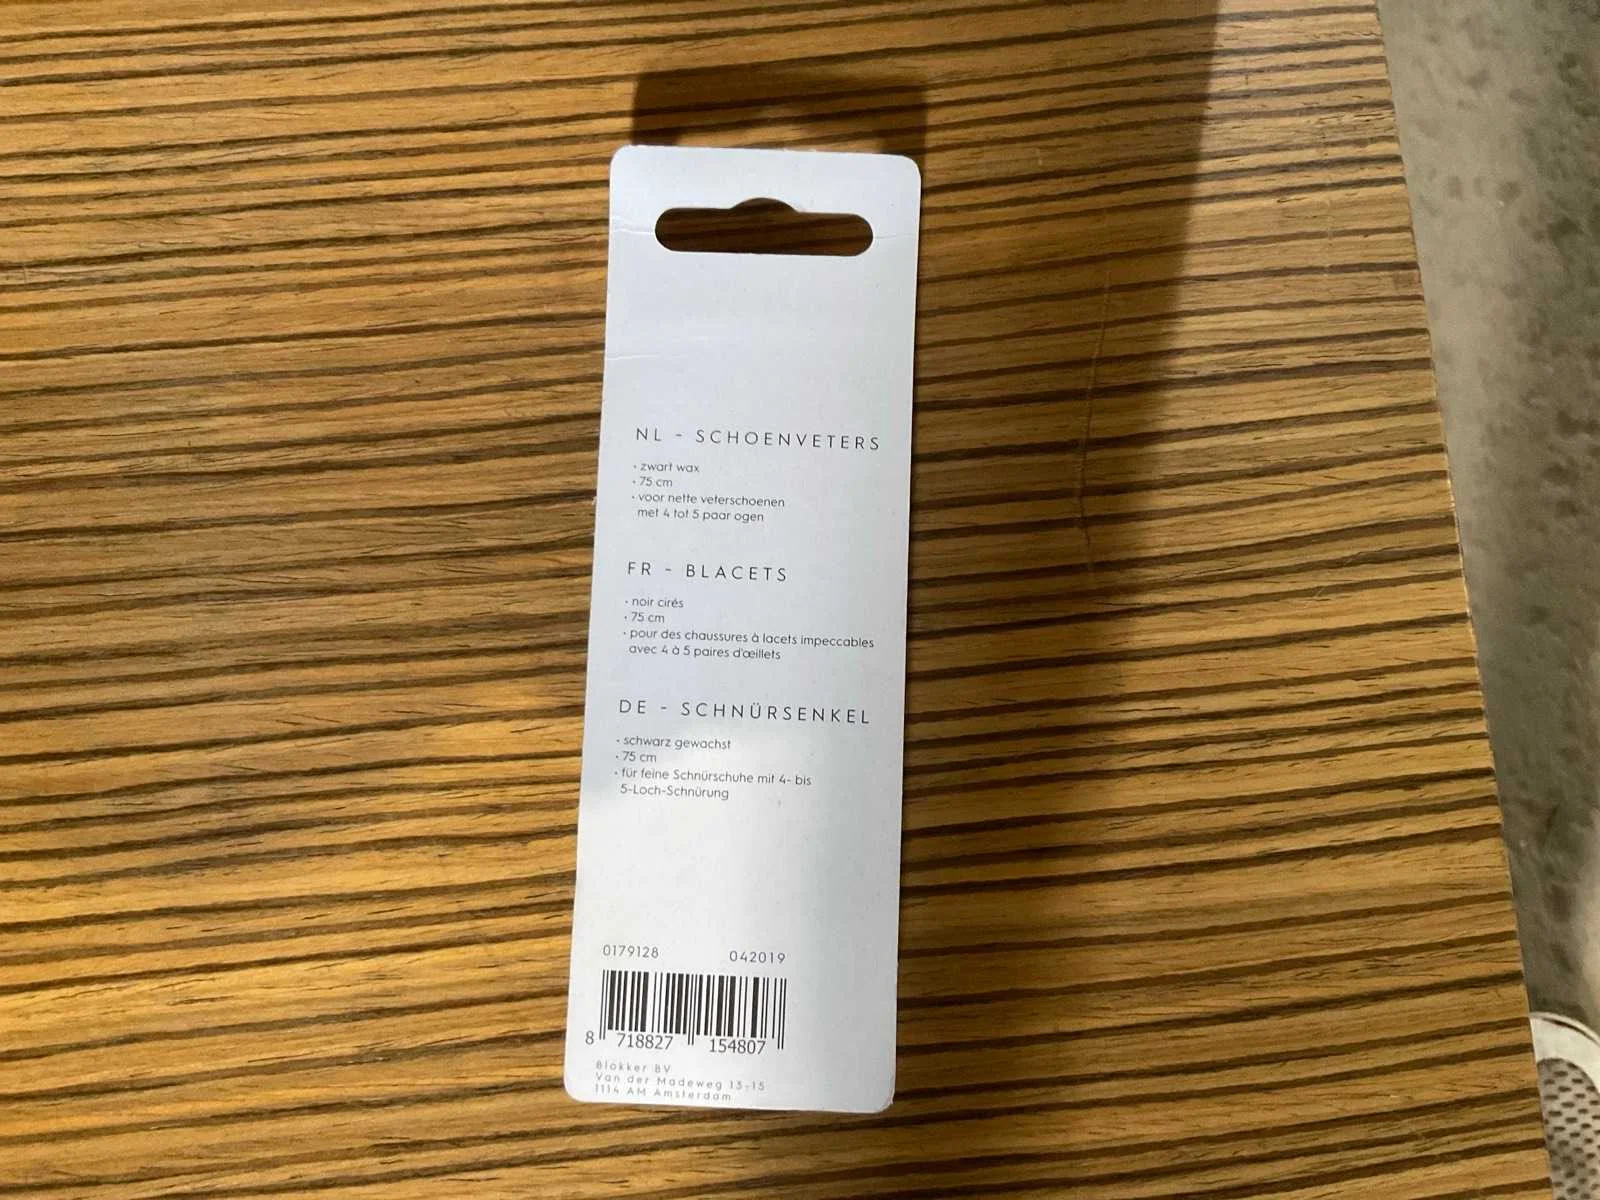 NL - SCHOENVETERS
• zwart wax
• 75 cm
• voor nette veterschoenen
met 4 tot 5 paar ogen
FR - BLACETS
• noir cirés
• 75 cm
• pour des chaussures à lacets impeccables
avec 4 à 5 paires d'œillets
DE - SCHNÜRSENKEL
• schwarz gewachst
• 75 cm
• für feine Schnürschuhe mit 4- bis
5-Loch-Schnürung
0179128 042019
8 718827 154807
Blokker BV
Van der Madeweg 13-15
1114 AM Amsterdam